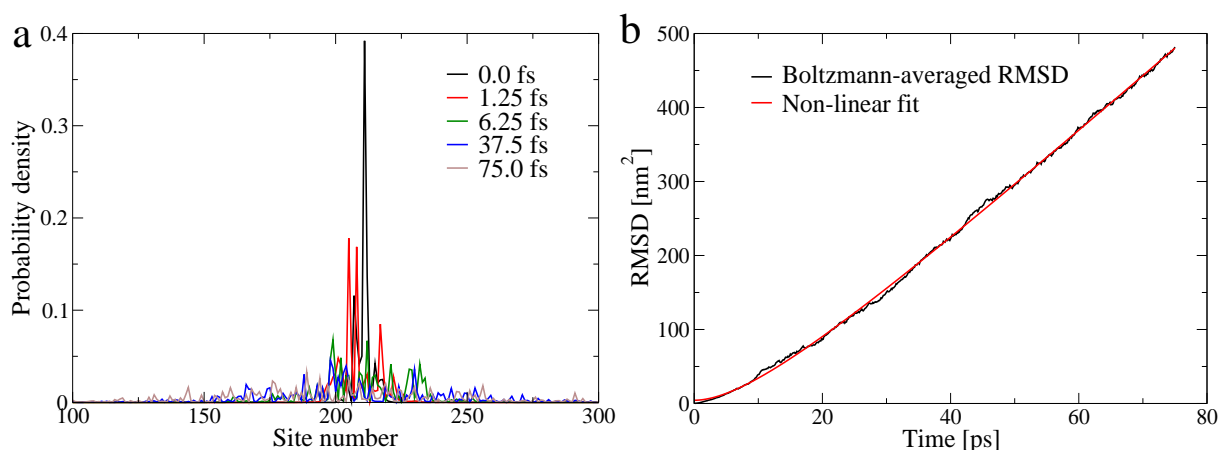 a
0.4
0.3
0.2
0.1
0
Probability density
0.0 fs
1.25 fs
6.25 fs
37.5 fs
75.0 fs
100 150 200 250 300
Site number
b
500
400
300
200
100
0
RMSD [nm²]
Boltzmann-averaged RMSD
Non-linear fit
0 20 40 60 80
Time [ps]